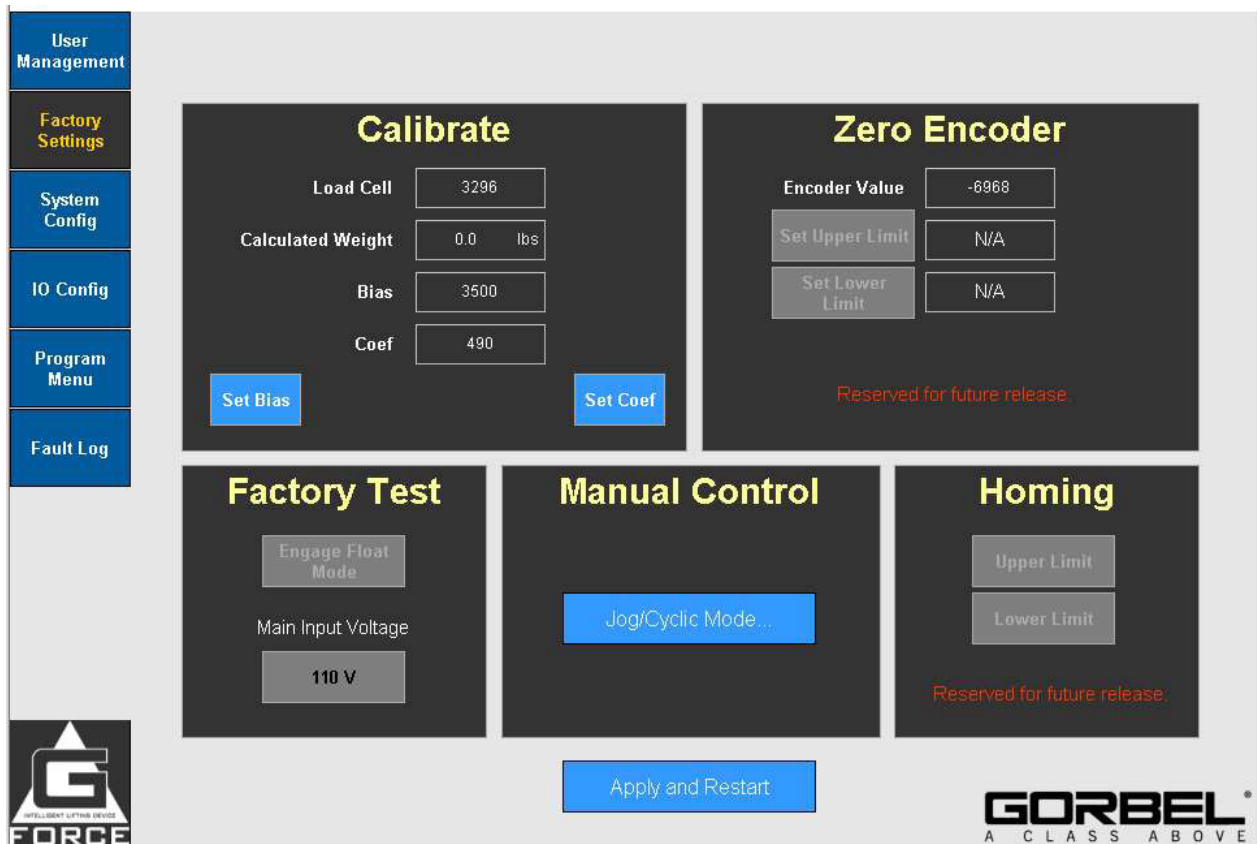 User
Management
Factory
Settings
System
Config
IO Config
Program
Menu
Fault Log
Calibrate
Load Cell 3296
Calculated Weight 0.0 lbs
Bias 3500
Coef 490
Set Bias Set Coef
Zero Encoder
Encoder Value -6968
Set Upper Limit N/A
Set Lower
Limit N/A
Reserved for future release.
Factory Test
Engage Float
Mode
Main Input Voltage
110 V
Manual Control
Jog/Cyclic Mode...
Homing
Upper Limit
Lower Limit
Reserved for future release.
Apply and Restart
G
INTELLIGENT LIFTING DEVICE
FORCE
GORBEL®
A CLASS ABOVE